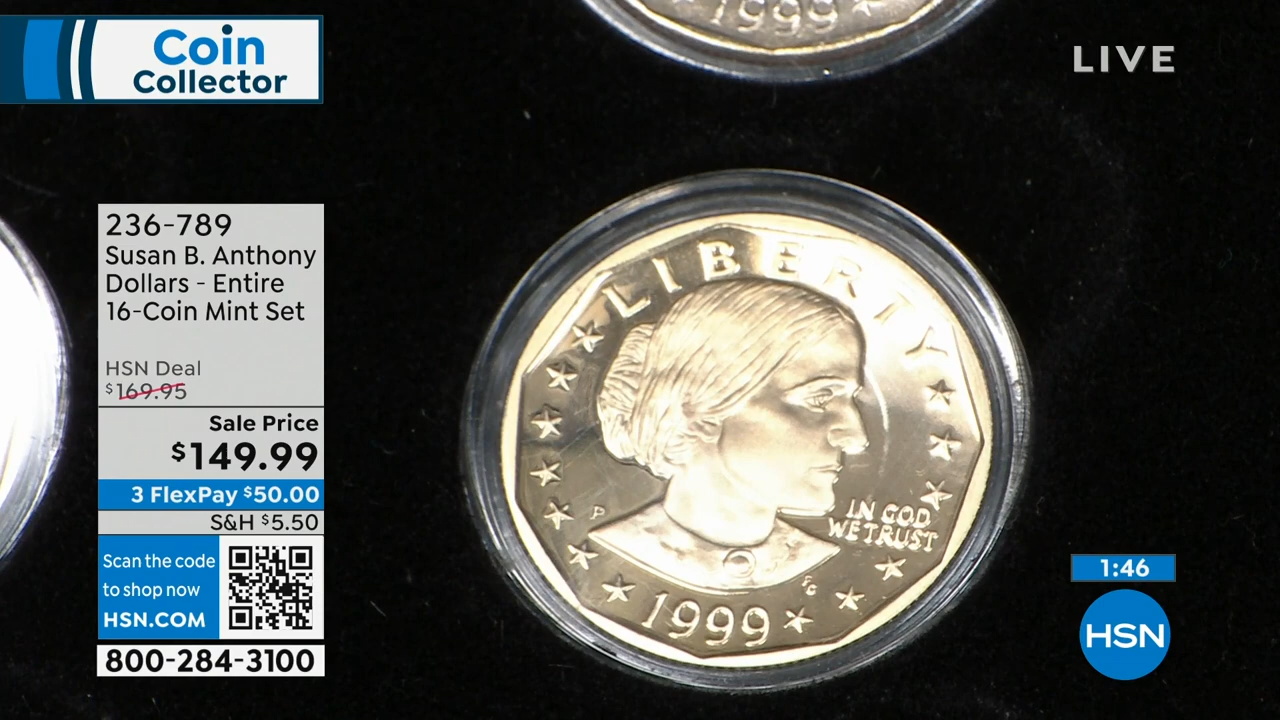 Coin
Collector
LIVE
1999
236-789
Susan B. Anthony
Dollars - Entire
16-Coin Mint Set
HSN Deal
$169.95
Sale Price
$149.99
3 FlexPay $50.00
S&H $5.50
Scan the code
to shop now
HSN.COM
800-284-3100
LIBERTY
P
IN GOD
WE TRUST
FG
1999
1:46
HSN